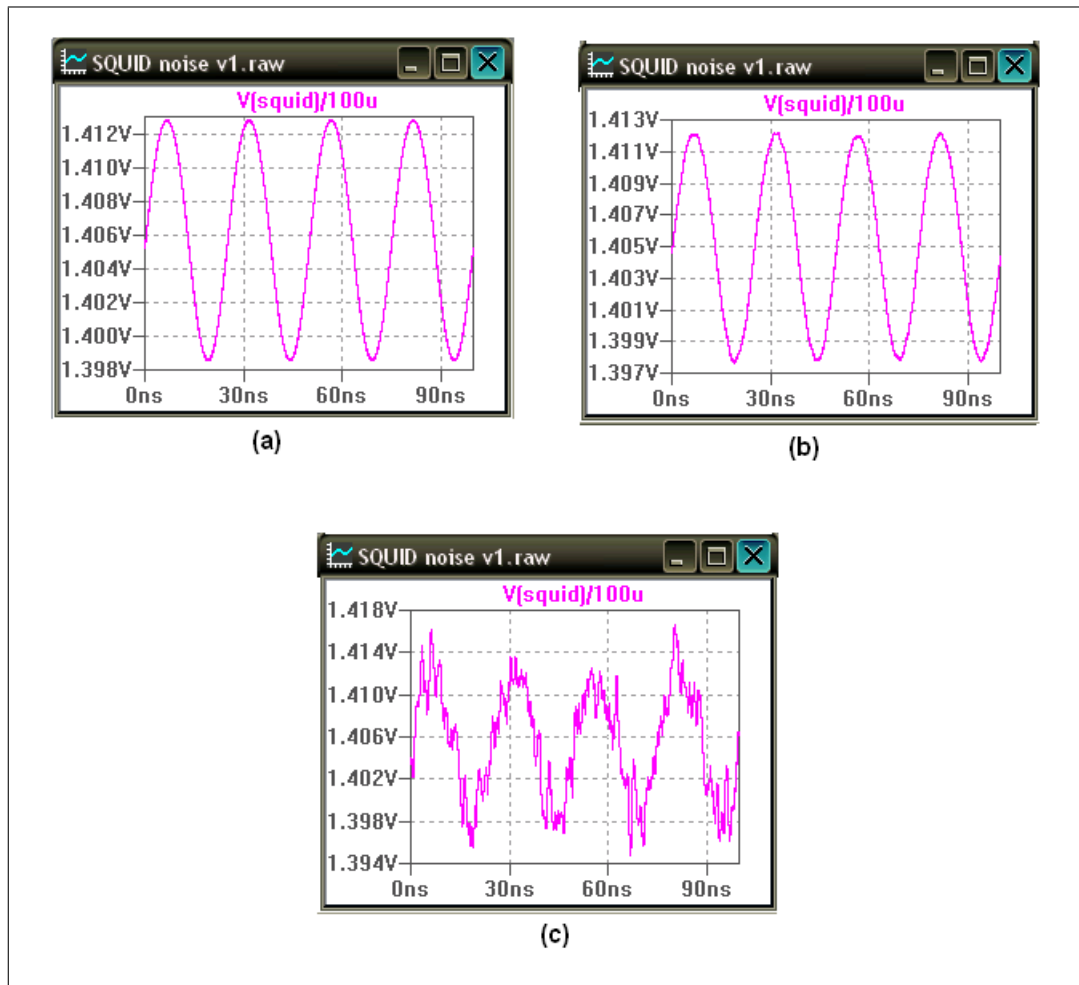 SQUID noise v1.raw
V(squid)/100u
1.412V
1.410V
1.408V
1.406V
1.404V
1.402V
1.400V
1.398V
0ns 30ns 60ns 90ns
(a)
SQUID noise v1.raw
V(squid)/100u
1.413V
1.411V
1.409V
1.407V
1.405V
1.403V
1.401V
1.399V
1.397V
0ns 30ns 60ns 90ns
(b)
SQUID noise v1.raw
V(squid)/100u
1.418V
1.414V
1.410V
1.406V
1.402V
1.398V
1.394V
0ns 30ns 60ns 90ns
(c)